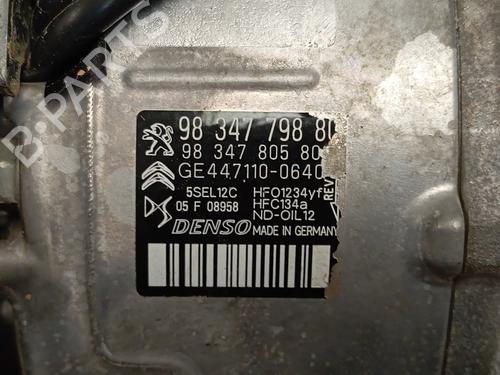 B-PARTS
98 347 798 80
98 347 805 80
GE447110-0640
REV
5SEL12C HFO1234yf
05 F 08958 HFC134a
ND-OIL12
DENSO MADE IN GERMANY